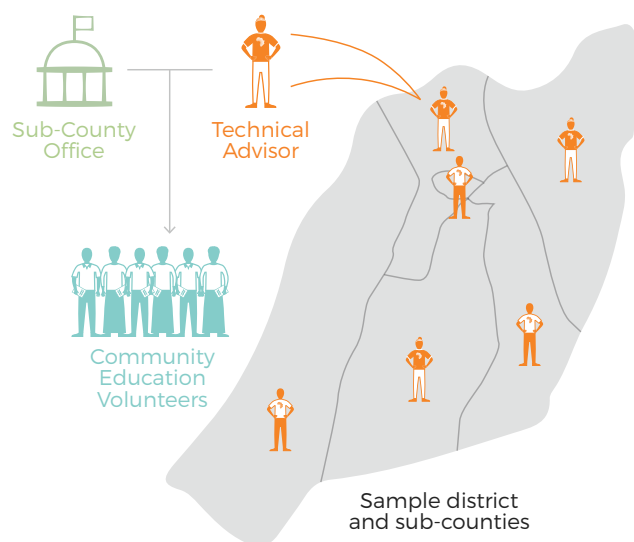 Sub-County
Office
Technical
Advisor
Community
Education
Volunteers
Sample district
and sub-counties